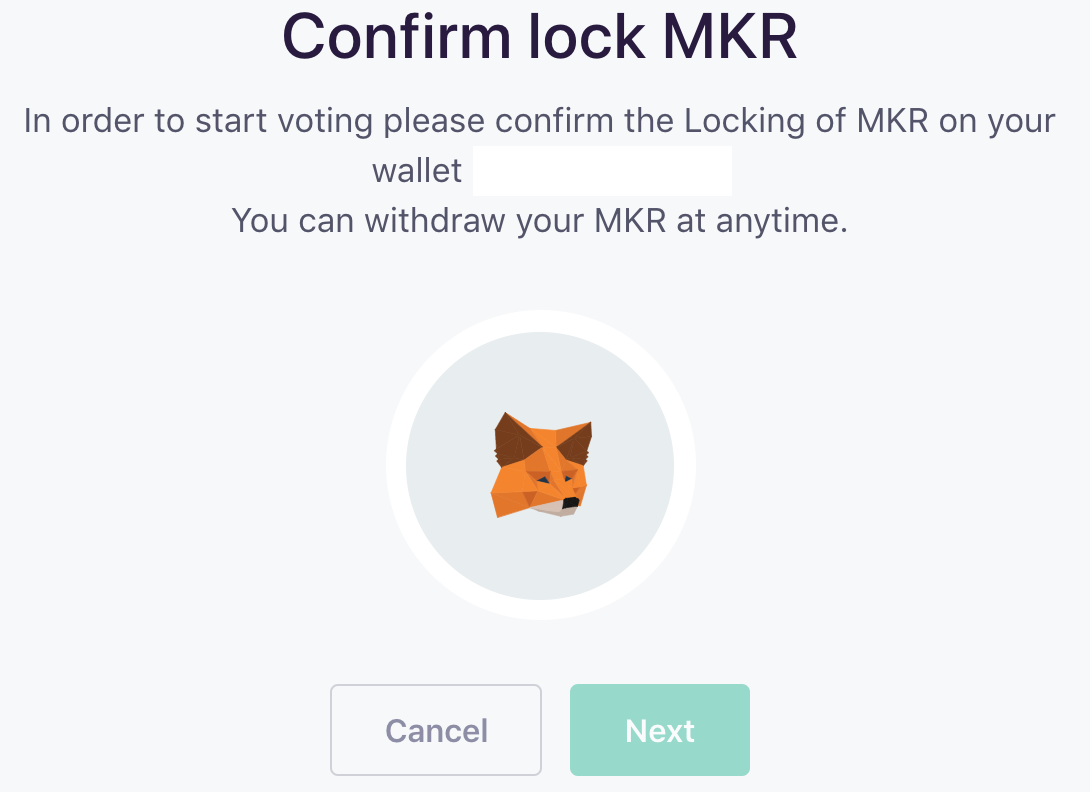 Confirm lock MKR
In order to start voting please confirm the Locking of MKR on your
wallet
You can withdraw your MKR at anytime.
Cancel
Next